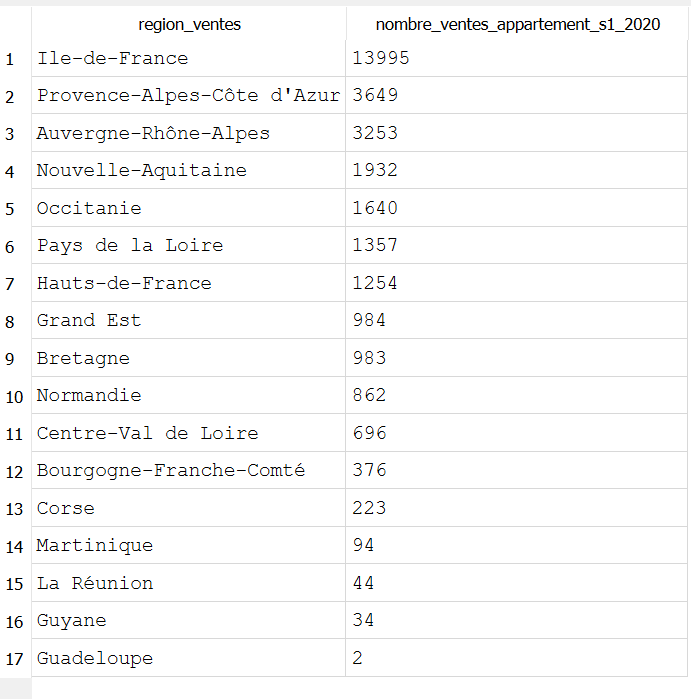 region_ventes nombre_ventes_appartement_s1_2020
1 Ile-de-France 13995
2 Provence-Alpes-Côte d'Azur 3649
3 Auvergne-Rhône-Alpes 3253
4 Nouvelle-Aquitaine 1932
5 Occitanie 1640
6 Pays de la Loire 1357
7 Hauts-de-France 1254
8 Grand Est 984
9 Bretagne 983
10 Normandie 862
11 Centre-Val de Loire 696
12 Bourgogne-Franche-Comté 376
13 Corse 223
14 Martinique 94
15 La Réunion 44
16 Guyane 34
17 Guadeloupe 2